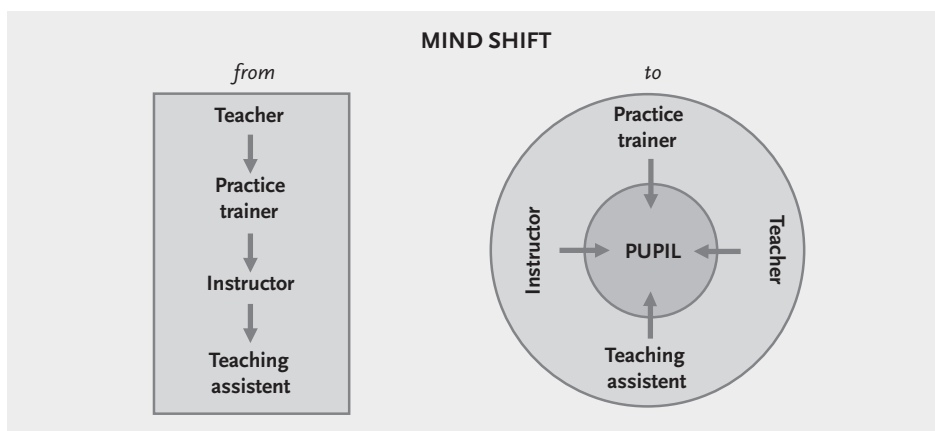 MIND SHIFT
from
Teacher
Practice
trainer
Instructor
Teaching
assistent
to
Practice
trainer
Instructor
PUPIL
Teacher
Teaching
assistent